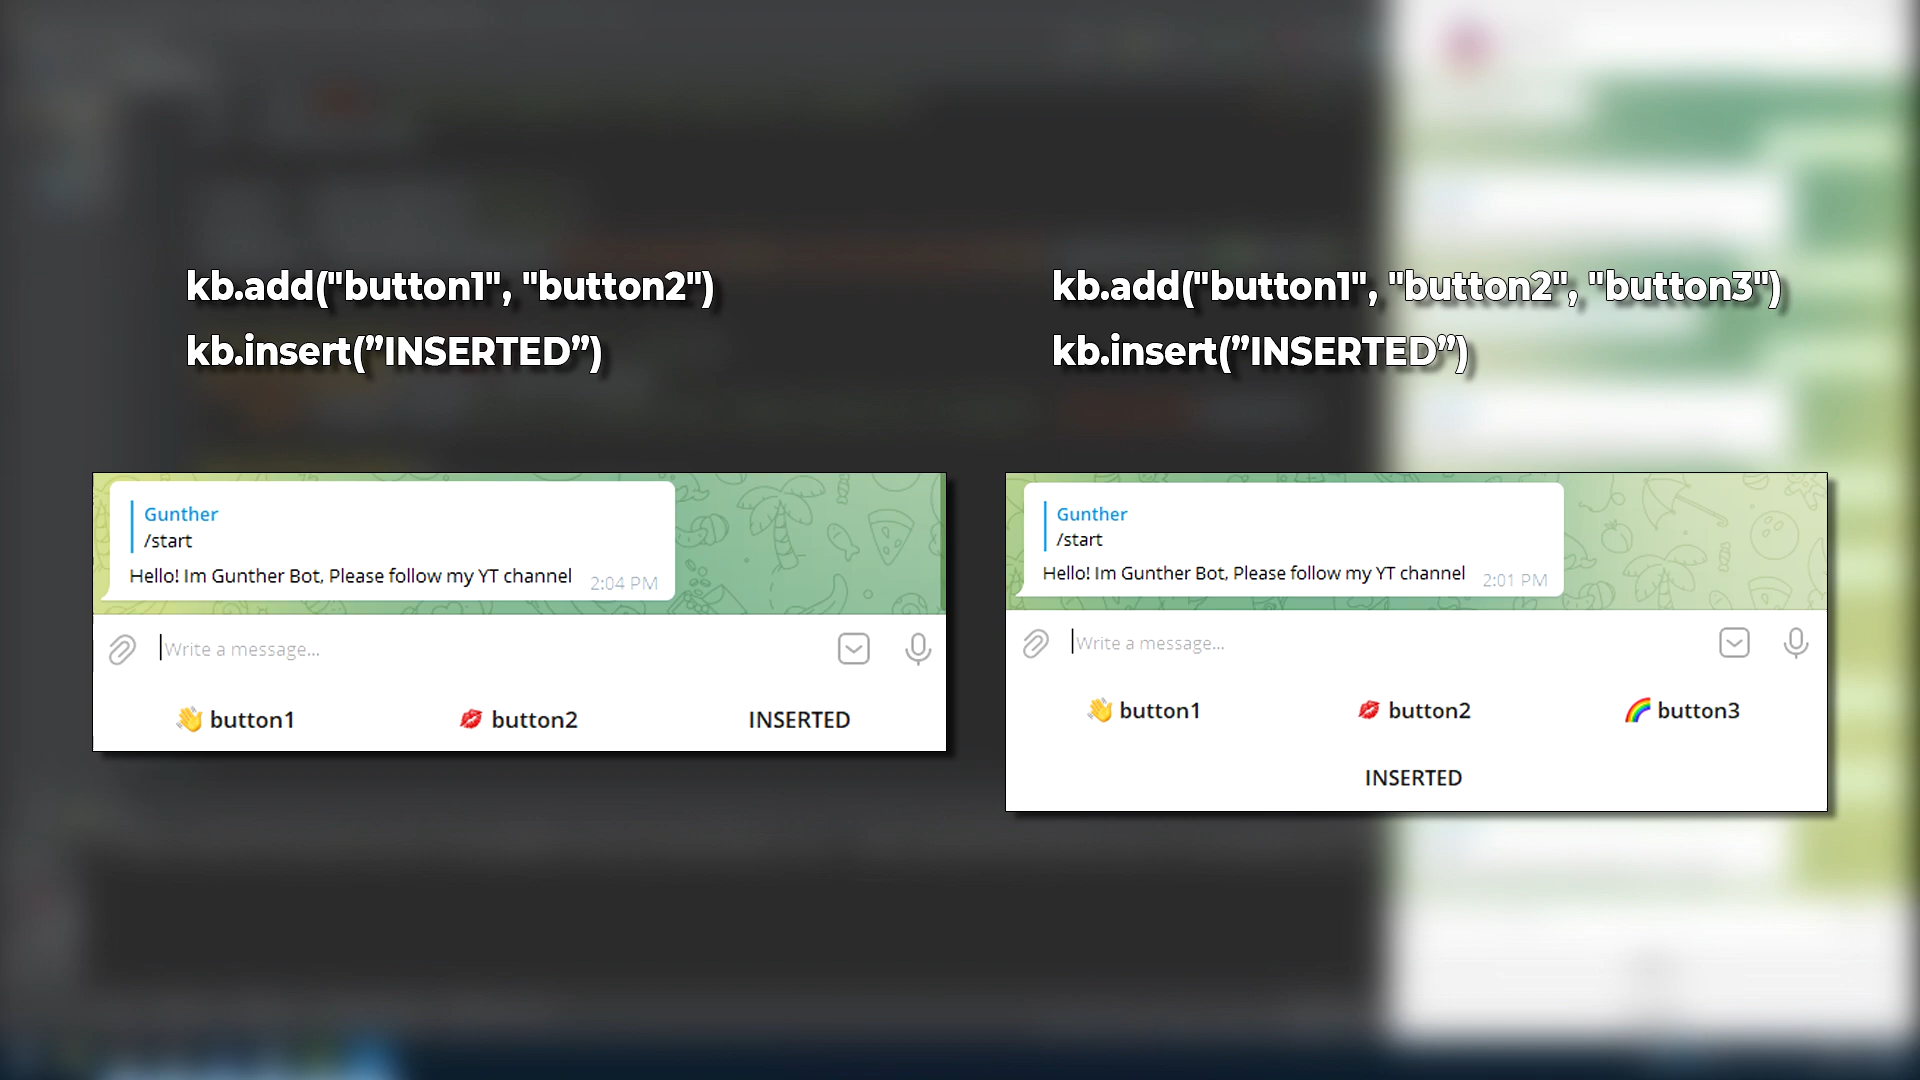 kb.add("button1", "button2")
kb.insert(”INSERTED”)
Gunther
/start
Hello! Im Gunther Bot, Please follow my YT channel 2:04 PM
Write a message...
👋 button1 💋 button2 INSERTED
kb.add("button1", "button2", "button3")
kb.insert(”INSERTED”)
Gunther
/start
Hello! Im Gunther Bot, Please follow my YT channel 2:01 PM
Write a message...
👋 button1 💋 button2 🌈 button3
INSERTED